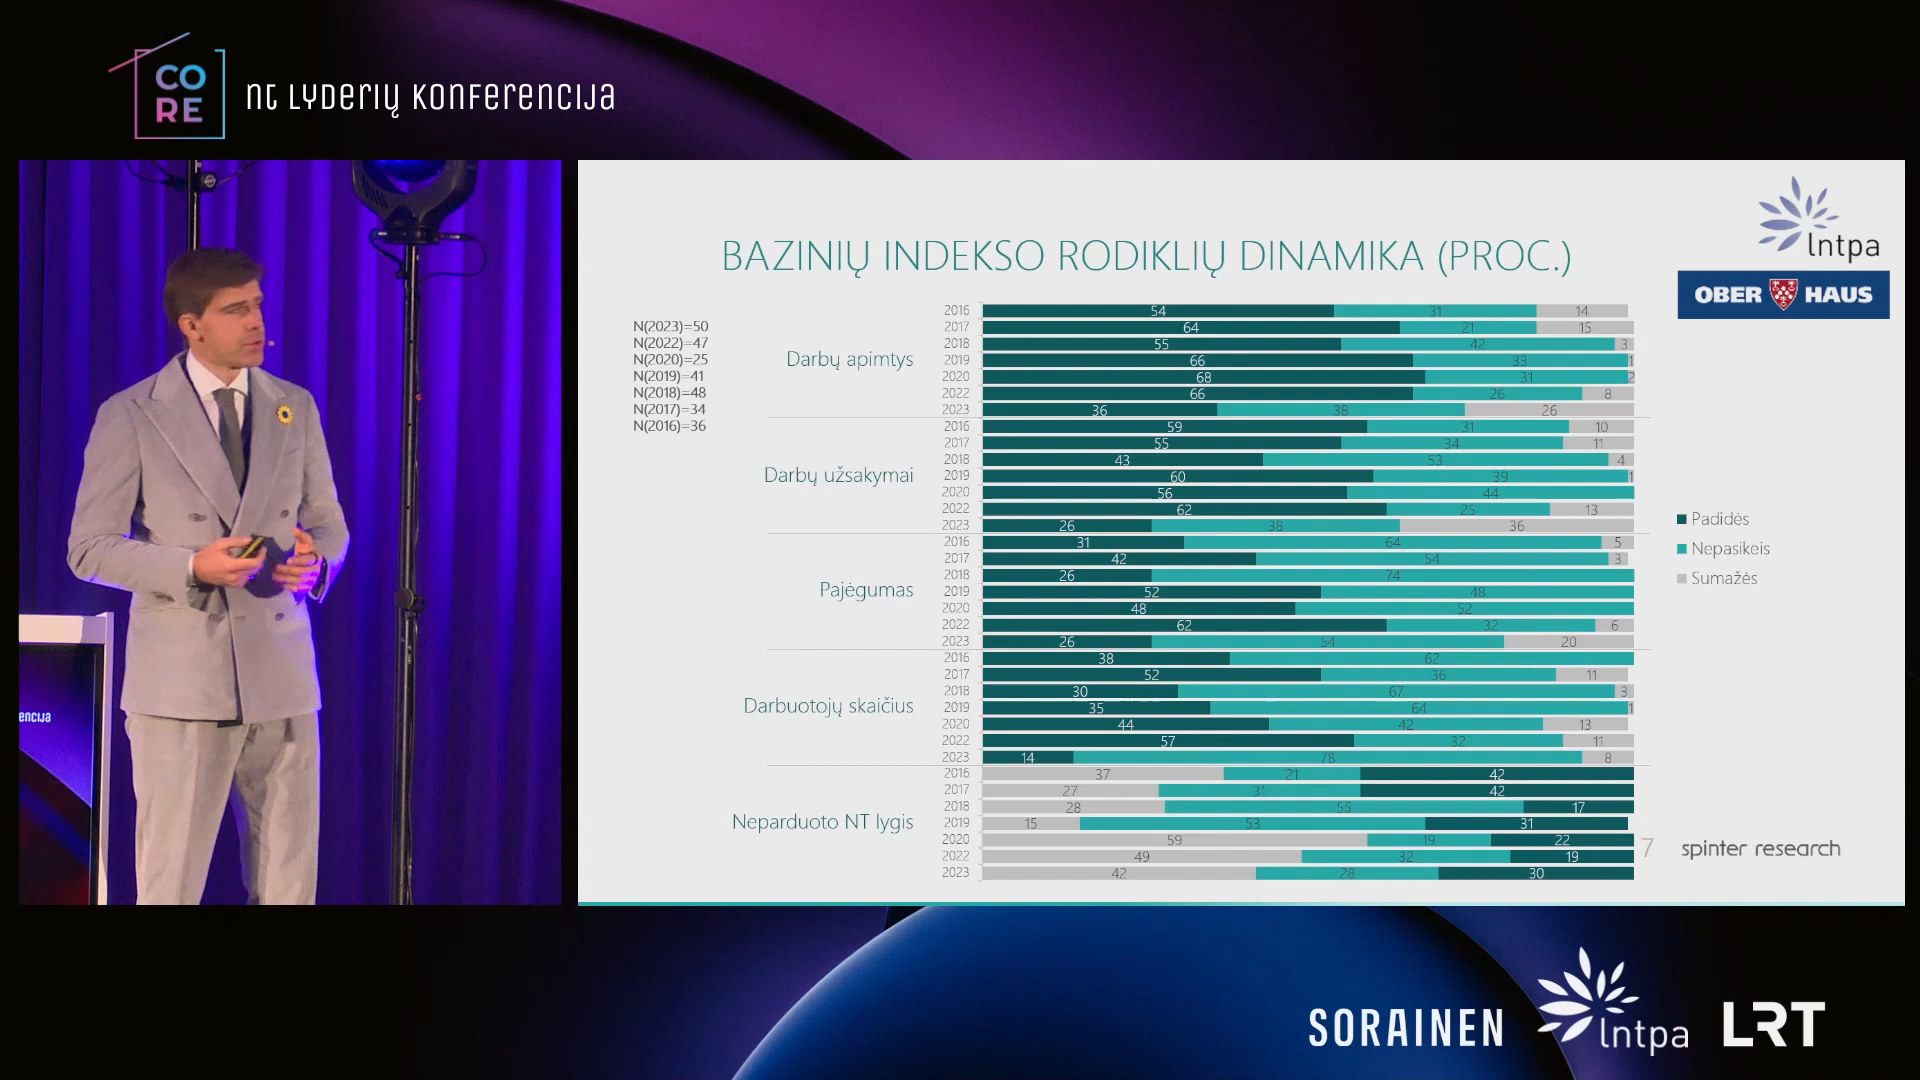 CO
RE
nt Lyderių Konferencija
encija
BAZINIŲ INDEKSO RODIKLIŲ DINAMIKA (PROC.)
lntpa
OBER HAUS
N(2023)=50
N(2022)=47
N(2020)=25
N(2019)=41
N(2018)=48
N(2017)=34
N(2016)=36
Darbų apimtys
2016 54 31 14
2017 64 21 15
2018 55 42 3
2019 66 33 1
2020 68 31 2
2022 66 26 8
2023 36 38 26
Darbų užsakymai
2016 59 31 10
2017 55 34 11
2018 43 53 4
2019 60 39 1
2020 56 44
2022 62 25 13
2023 26 38 36
Pajėgumas
2016 31 64 5
2017 42 54 3
2018 26 74
2019 52 48
2020 48 52
2022 62 32 6
2023 26 54 20
Darbuotojų skaičius
2016 38 62
2017 52 36 11
2018 30 67 3
2019 35 64 1
2020 44 42 13
2022 57 32 11
2023 14 78 8
Neparduoto NT lygis
2016 37 21 42
2017 27 31 42
2018 28 55 17
2019 15 53 31
2020 59 19 22
2022 49 32 19
2023 42 28 30
Padidės
Nepasikeis
Sumažės
7
spinter research
SORAINEN
lntpa
LRT